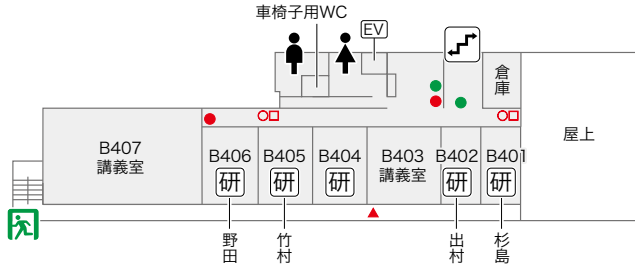 車椅子用WC
EV
倉庫
屋上
B407
講義室
B406
研
B405
研
B404
研
B403
講義室
B402
研
B401
研
野田
竹村
出村
杉島